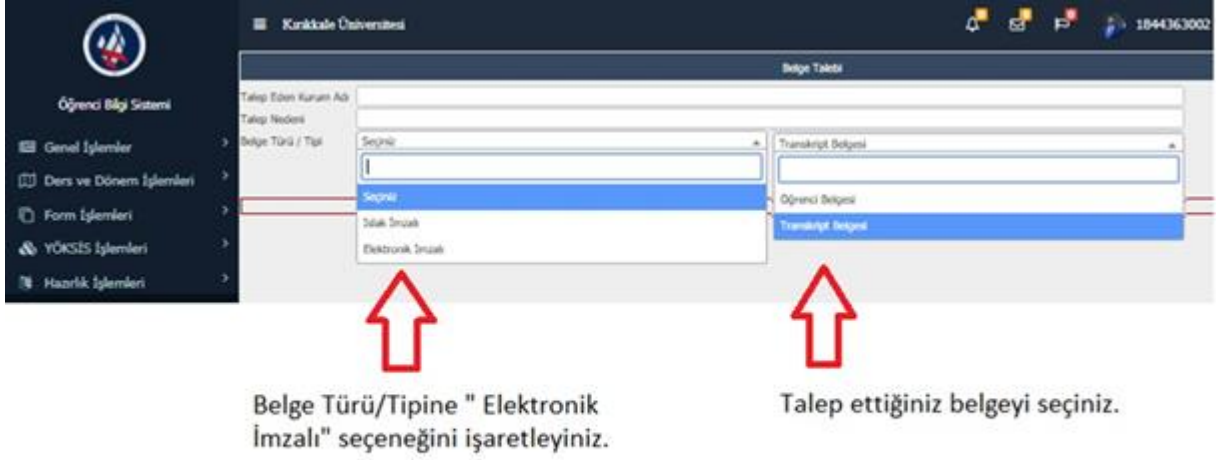 Kırıkkale Üniversitesi
1844363002
Belge Talebi
Öğrenci Bilgi Sistemi
Genel İşlemler
Ders ve Dönem İşlemleri
Form İşlemleri
YÖKSİS İşlemleri
Hazırlık İşlemleri
Talep Eden Kurum Adı
Talep Nedeni
Belge Türü / Tipi
Seçiniz
Seçiniz
Islak İmzalı
Elektronik İmzalı
Transkript Belgesi
Öğrenci Belgesi
Transkript Belgesi
Belge Türü/Tipine " Elektronik
İmzalı" seçeneğini işaretleyiniz.
Talep ettiğiniz belgeyi seçiniz.